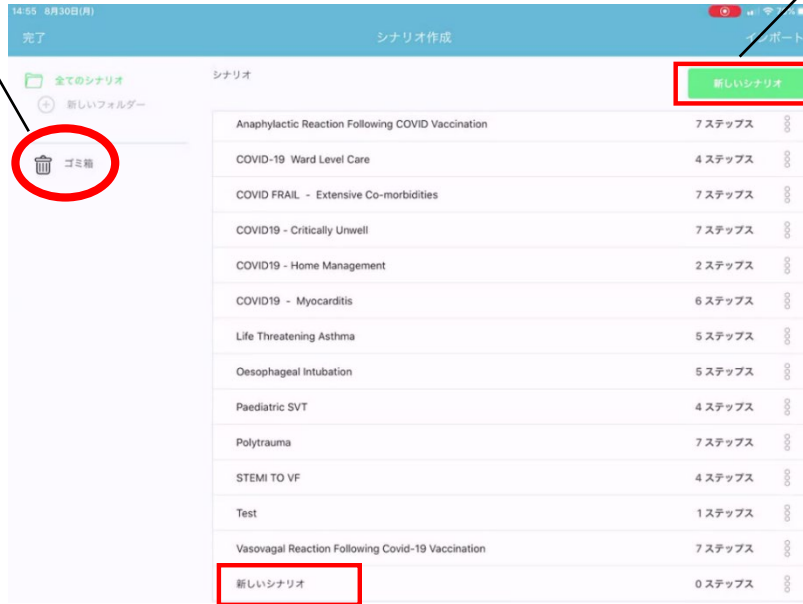 14:55 8月30日(月)
完了 シナリオ作成 インポート
全てのシナリオ
新しいフォルダー
ゴミ箱
シナリオ
新しいシナリオ
Anaphylactic Reaction Following COVID Vaccination 7 ステップス
COVID-19 Ward Level Care 4 ステップス
COVID FRAIL - Extensive Co-morbidities 7 ステップス
COVID19 - Critically Unwell 7 ステップス
COVID19 - Home Management 2 ステップス
COVID19 - Myocarditis 6 ステップス
Life Threatening Asthma 5 ステップス
Oesophageal Intubation 5 ステップス
Paediatric SVT 4 ステップス
Polytrauma 7 ステップス
STEMI TO VF 4 ステップス
Test 1 ステップス
Vasovagal Reaction Following Covid-19 Vaccination 7 ステップス
新しいシナリオ 0 ステップス